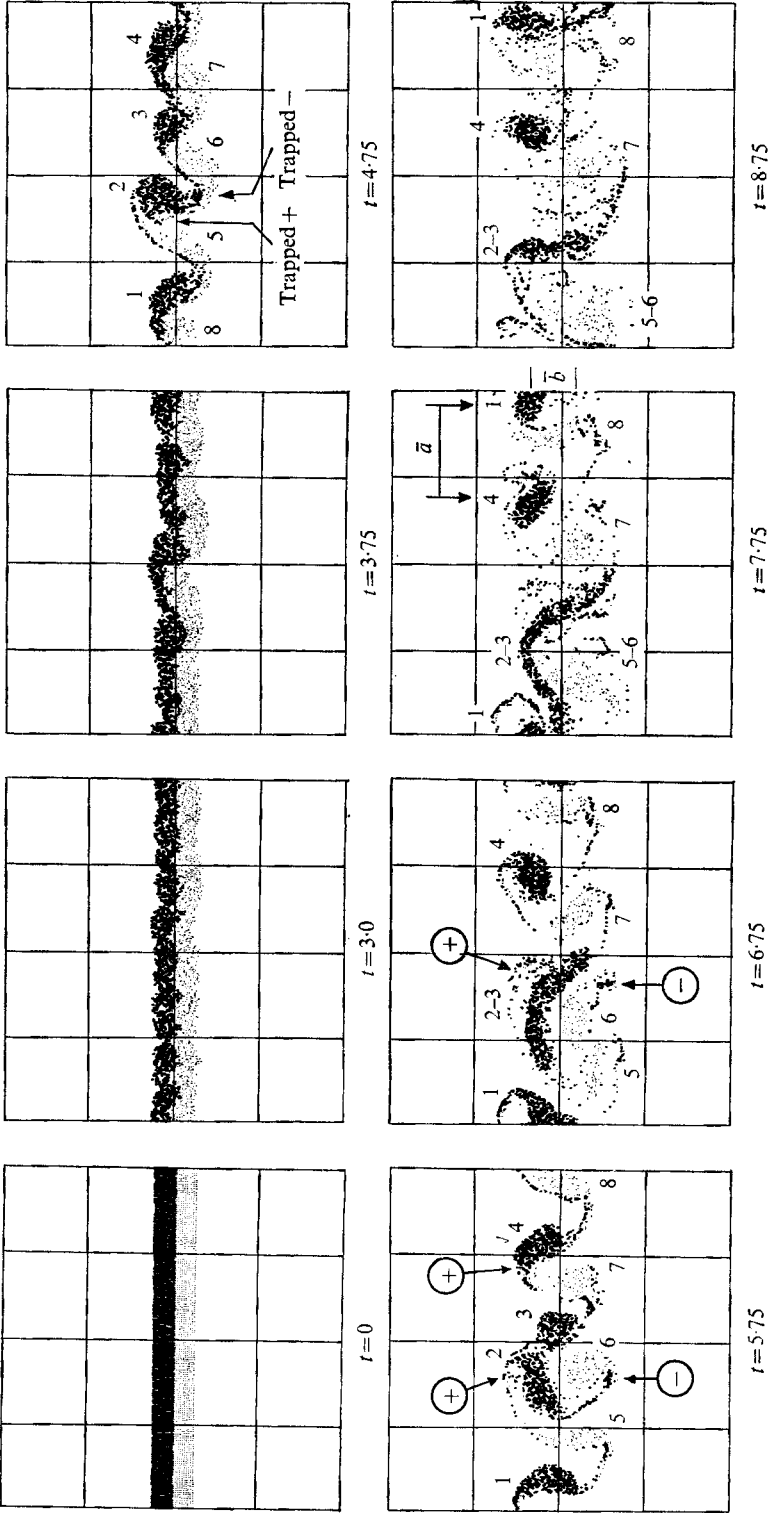 t=0
t=3·0
t=3·75
1 2 3 4
8 5 6 7
Trapped+ Trapped−
t=4·75
+ +
1 2 3 4
5 6 7 8
−
t=5·75
+
1 2–3 4
5 6 7 8
−
t=6·75
ā
1 2–3 4 1
b̄
5–6 7 8
t=7·75
2–3 4 1
5–6 7 8
t=8·75